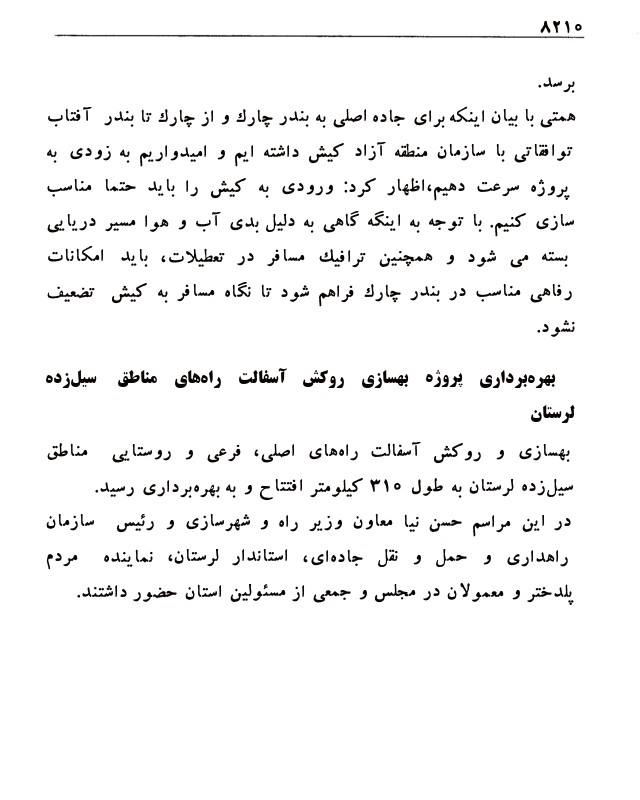 ۸۲۱۰
برسد.
همتی با بیان اینکه برای جاده اصلی به بندر چارك و از چارك تا بندر آفتاب
توافقاتی با سازمان منطقه آزاد کیش داشته ایم و امیدواریم به زودی به
پروژه سرعت دهیم،اظهار کرد: ورودی به کیش را باید حتما مناسب
سازی کنیم. با توجه به اینگه گاهی به دلیل بدی آب و هوا مسیر دریایی
بسته می شود و همچنین ترافیك مسافر در تعطیلات، باید امکانات
رفاهی مناسب در بندر چارك فراهم شود تا نگاه مسافر به کیش تضعیف
نشود.
بهره‌برداری پروژه بهسازی روکش آسفالت راه‌های مناطق سیل‌زده
لرستان
بهسازی و روکش آسفالت راه‌های اصلی، فرعی و روستایی مناطق
سیل‌زده لرستان به طول ۳۱۰ کیلومتر افتتاح و به بهره‌برداری رسید.
در این مراسم حسن نیا معاون وزیر راه و شهرسازی و رئیس سازمان
راهداری و حمل و نقل جاده‌ای، استاندار لرستان، نماینده مردم
پلدختر و معمولان در مجلس و جمعی از مسئولین استان حضور داشتند.